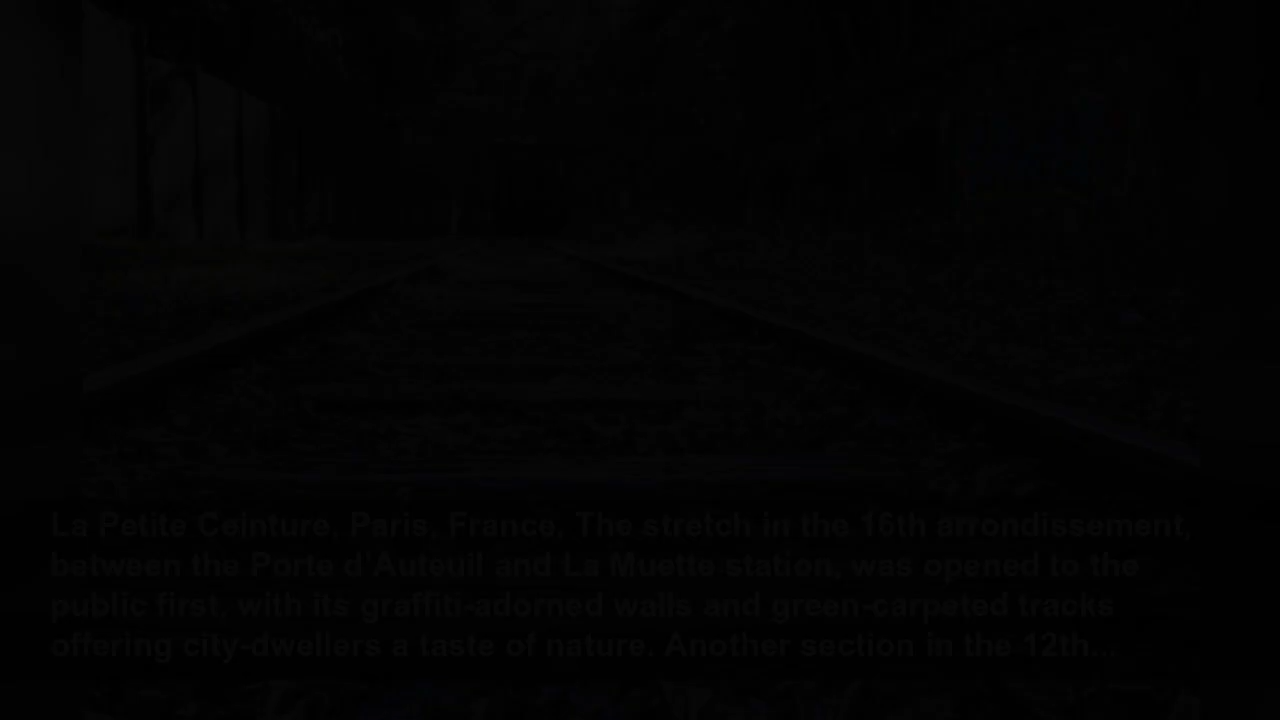 La Petite Ceinture, Paris, France, The stretch in the 16th arrondissement,
between the Porte d'Auteuil and La Muette station, was opened to the
public first, with its graffiti-adorned walls and green-carpeted tracks
offering city-dwellers a taste of nature. Another section in the 12th...